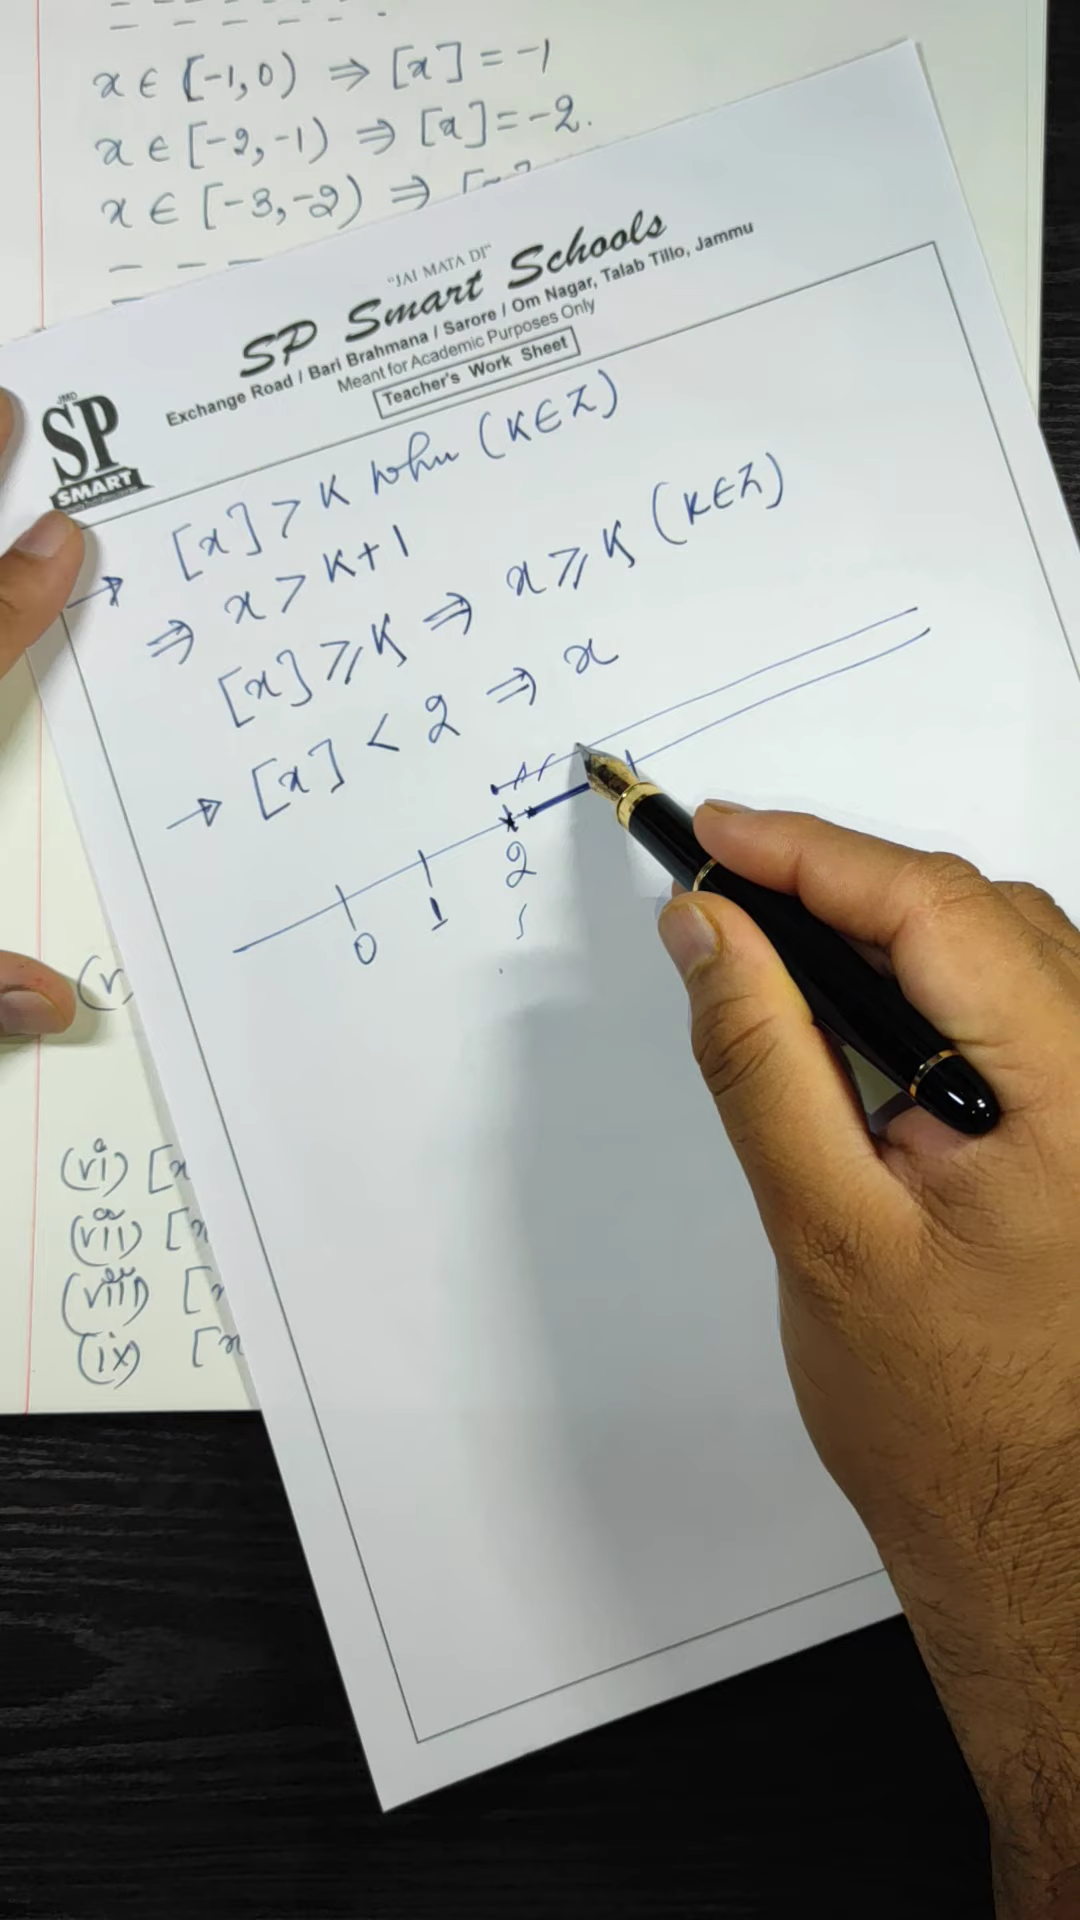 x ∈ [-1,0) ⇒ [x] = -1
x ∈ [-2,-1) ⇒ [x] = -2.
x ∈ [-3,-2) ⇒
"JAI MATA DI"
SP Smart Schools
Exchange Road / Bari Brahmana / Sarore / Om Nagar, Talab Tillo, Jammu
Meant for Academic Purposes Only
Teacher's Work Sheet
JMD
SP
SMART
→ [x] > K when (K∈Z)
⇒ x > K+1
[x] ⩾ K ⇒ x ⩾ K (K∈Z)
→ [x] < 2 ⇒ x
0 1 2
(v)
(vi) [x
(vii) [x
(viii) [x
(ix) [x